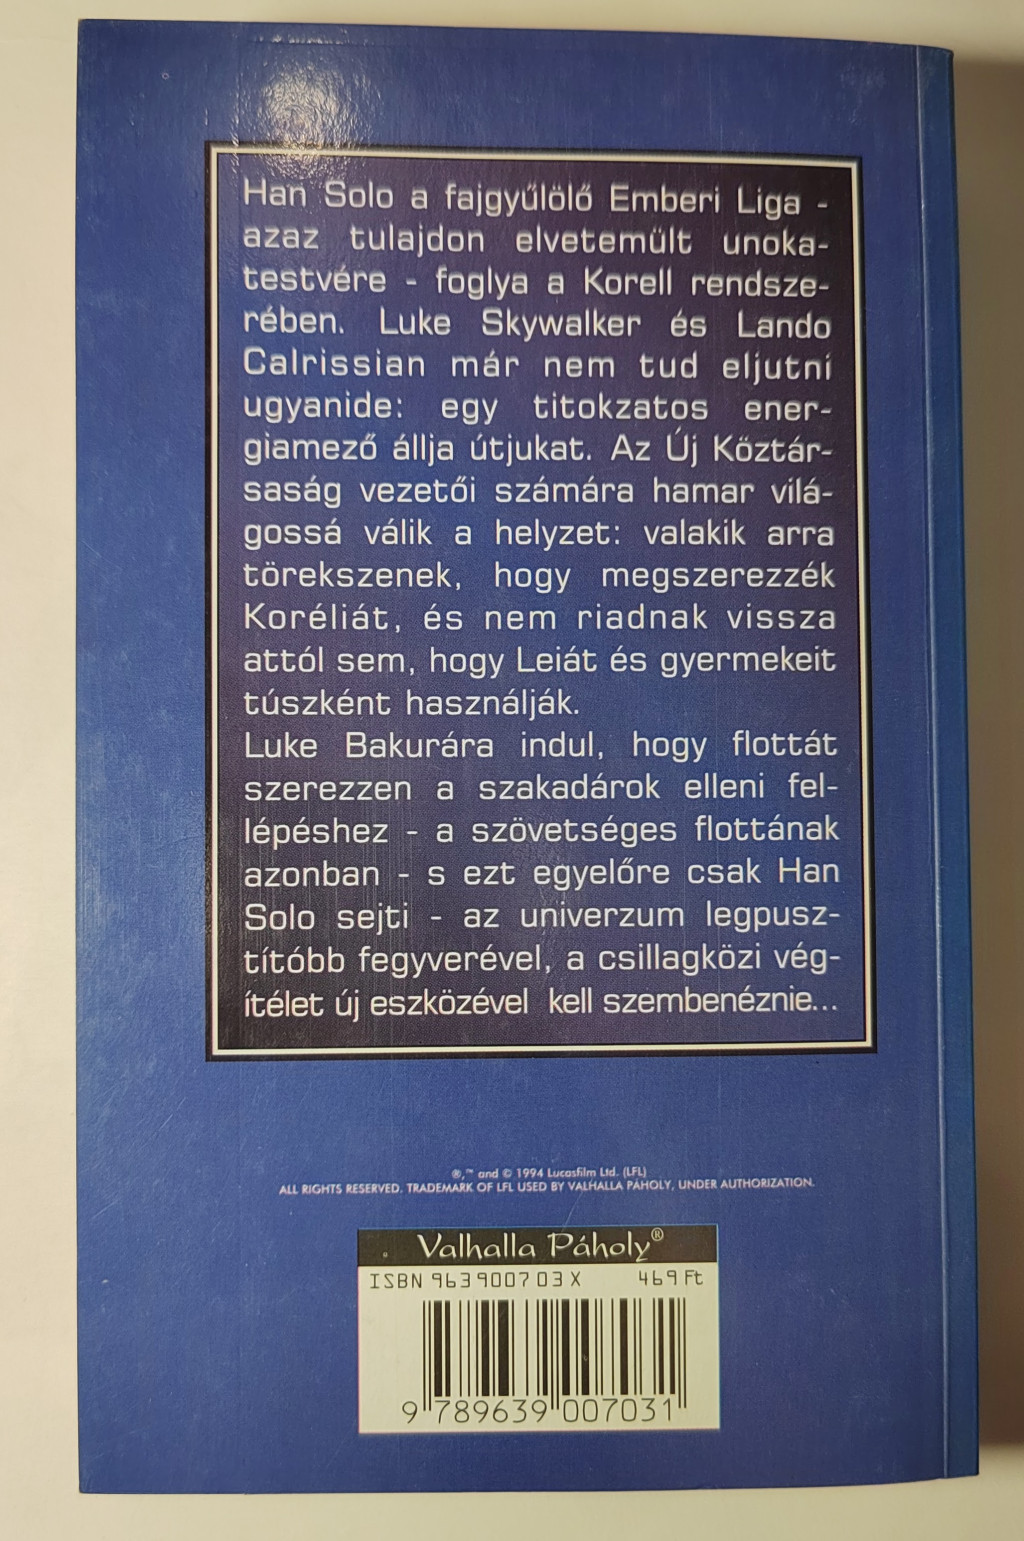 Han Solo a fajgyűlölő Emberi Liga -
azaz tulajdon elvetemült unoka-
testvére - foglya a Korell rendsze-
rében. Luke Skywalker és Lando
Calrissian már nem tud eljutni
ugyanide: egy titokzatos ener-
giamező állja útjukat. Az Új Köztár-
saság vezetői számára hamar vilá-
gossá válik a helyzet: valakik arra
törekszenek, hogy megszerezzék
Koréliát, és nem riadnak vissza
attól sem, hogy Leiát és gyermekeit
túszként használják.
Luke Bakurára indul, hogy flottát
szerezzen a szakadárok elleni fel-
lépéshez - a szövetséges flottának
azonban - s ezt egyelőre csak Han
Solo sejti - az univerzum legpusz-
títóbb fegyverével, a csillagközi vég-
ítélet új eszközével kell szembenéznie...
®,™ and © 1994 Lucasfilm Ltd. (LFL)
ALL RIGHTS RESERVED. TRADEMARK OF LFL USED BY VALHALLA PÁHOLY, UNDER AUTHORIZATION.
Valhalla Páholy®
ISBN 963 9007 03 X 469 Ft
9 789639 007031